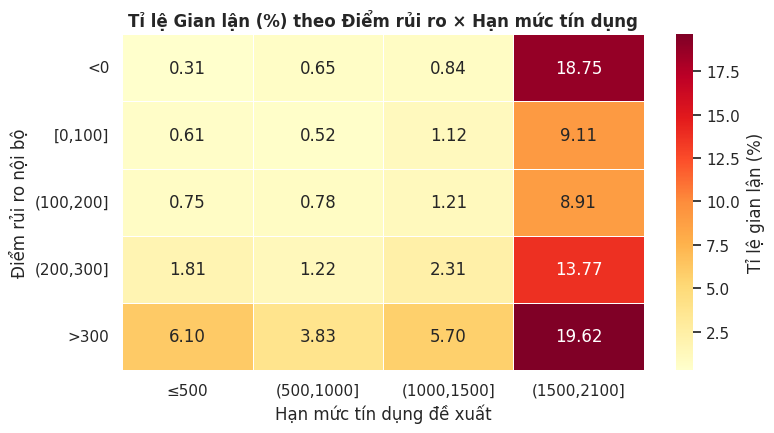 Tỉ lệ Gian lận (%) theo Điểm rủi ro × Hạn mức tín dụng
Điểm rủi ro nội bộ
<0 0.31 0.65 0.84 18.75
[0,100] 0.61 0.52 1.12 9.11
(100,200] 0.75 0.78 1.21 8.91
(200,300] 1.81 1.22 2.31 13.77
>300 6.10 3.83 5.70 19.62
≤500 (500,1000] (1000,1500] (1500,2100]
Hạn mức tín dụng đề xuất
17.5
15.0
12.5
10.0
7.5
5.0
2.5
Tỉ lệ gian lận (%)